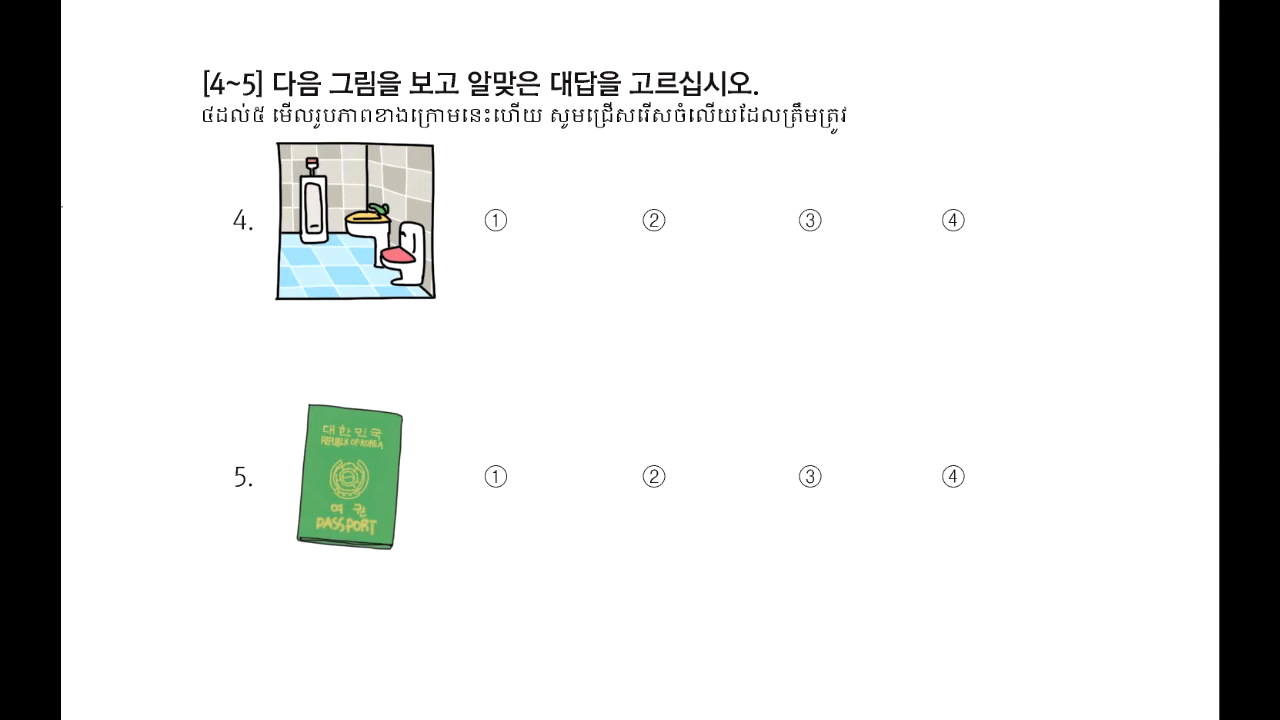 [4~5] 다음 그림을 보고 알맞은 대답을 고르십시오.
៤ដល់៥ មើលរូបភាពខាងក្រោមនេះហើយ សូមជ្រើសរើសចំលើយដែលត្រឹមត្រូវ
4. ① ② ③ ④
대한민국
REPUBLIK OF KOREA
5. ① ② ③ ④
여권
PASSPORT